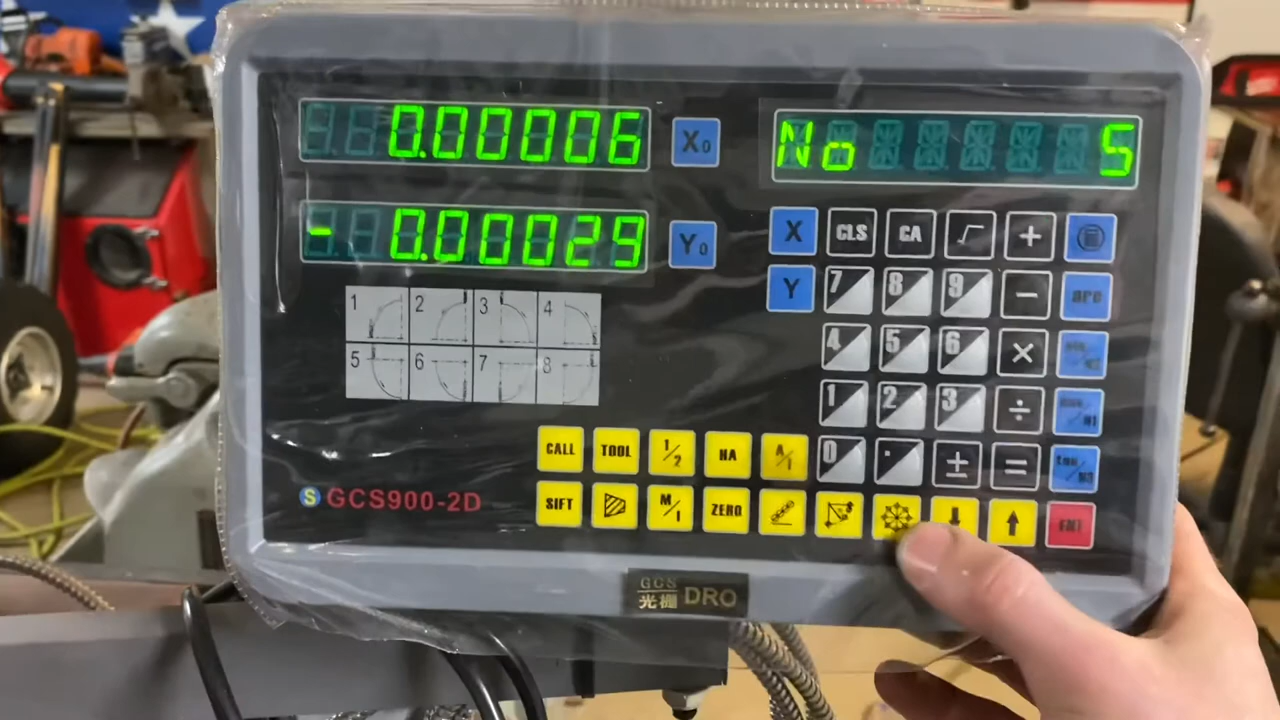 0.00006 X0 No 5
- 0.00029 Y0
X CLS CA √ +
Y 7 8 9 - arc
4 5 6 ×
1 2 3 ÷
0 . ± =
1 2 3 4
5 6 7 8
CALL TOOL 1/2 HA A/I
SIFT M/I ZERO ENT
S GCS900-2D
GCS
光栅 DRO